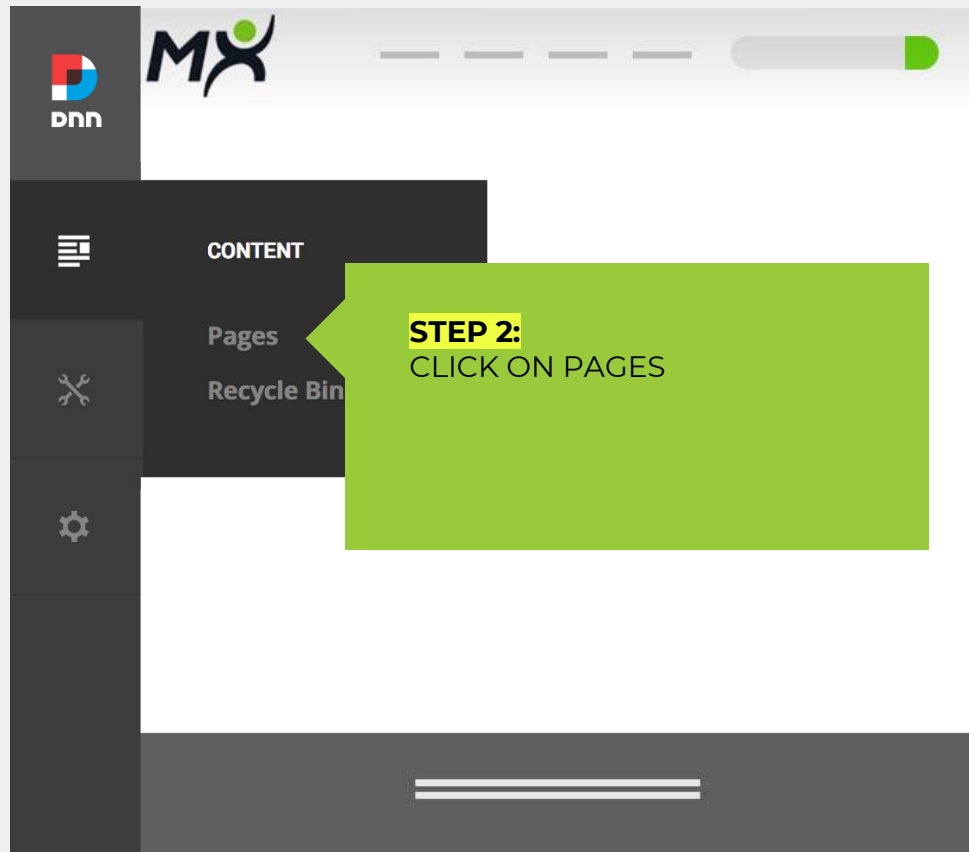 MX
DNN
CONTENT
Pages
Recycle Bin
STEP 2:
CLICK ON PAGES